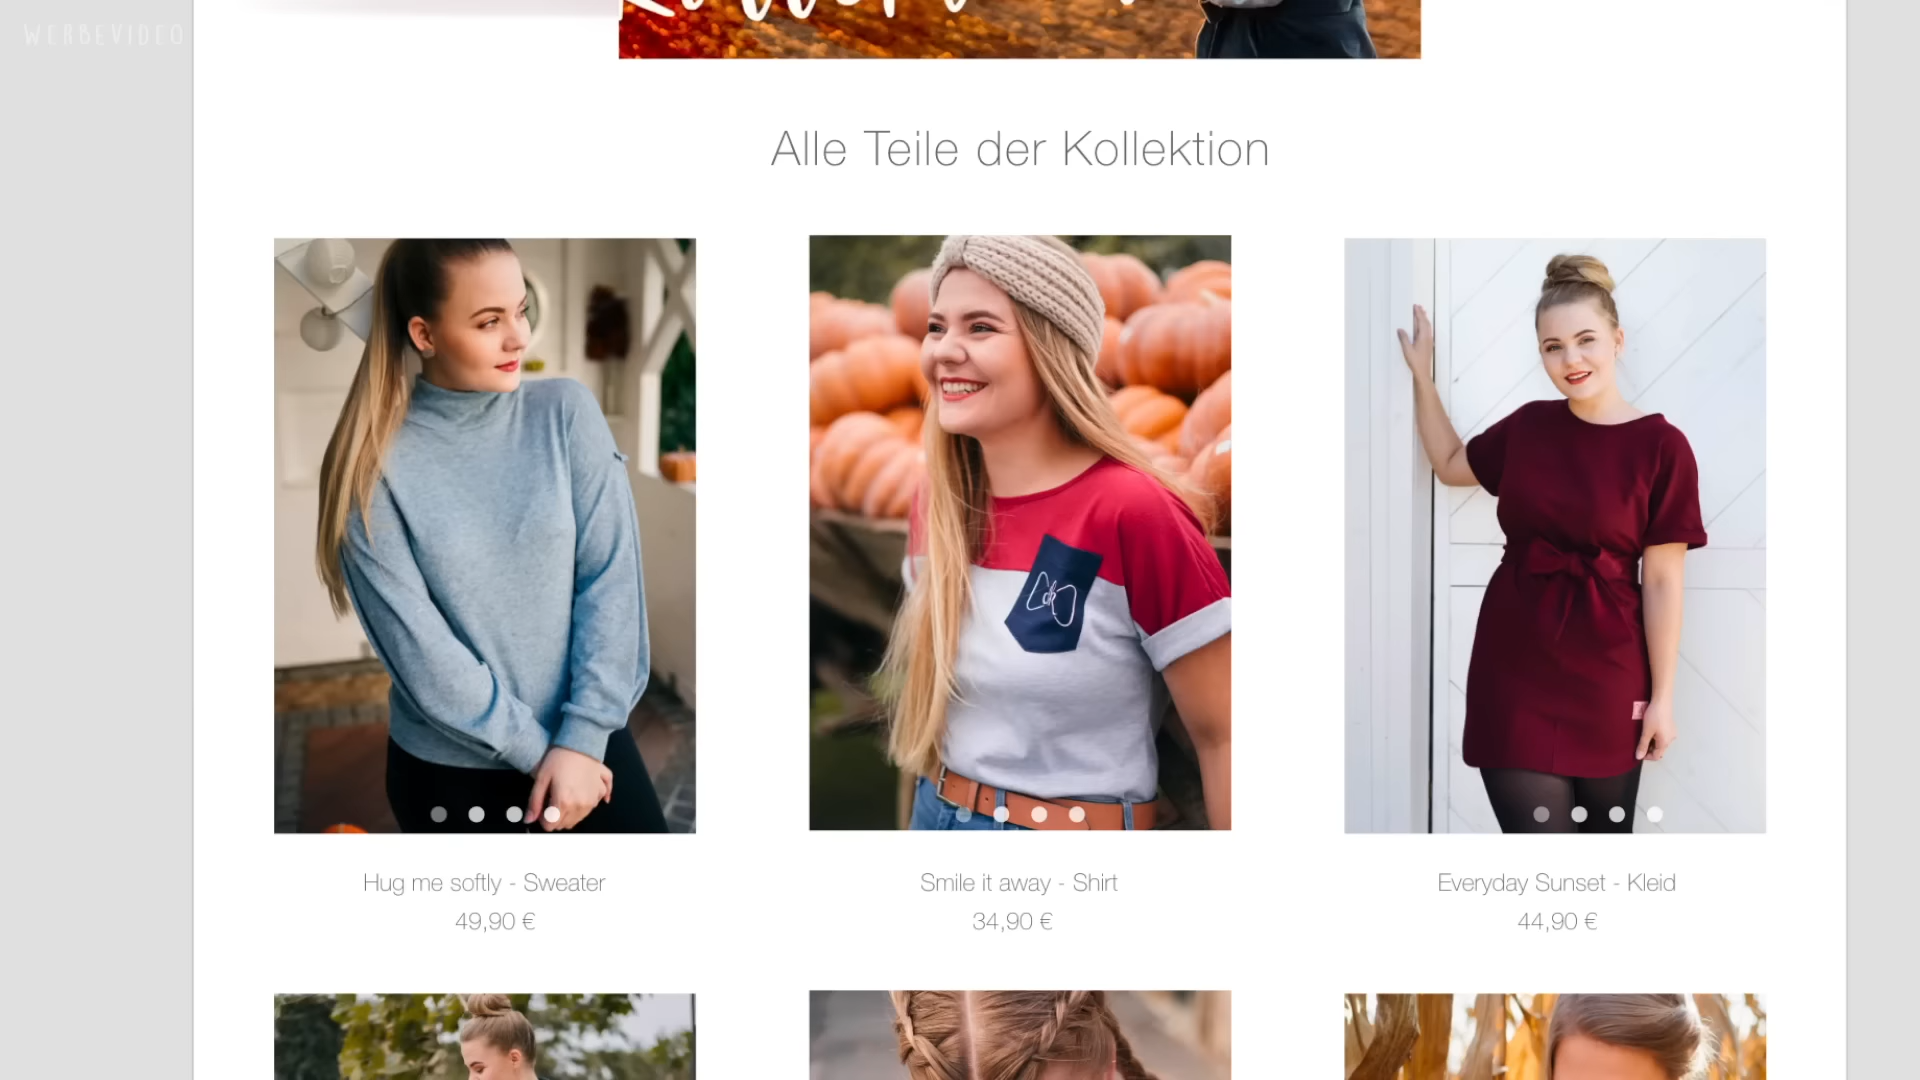 WERBEVIDEO
Alle Teile der Kollektion
Hug me softly - Sweater
49,90 €
Smile it away - Shirt
34,90 €
Everyday Sunset - Kleid
44,90 €